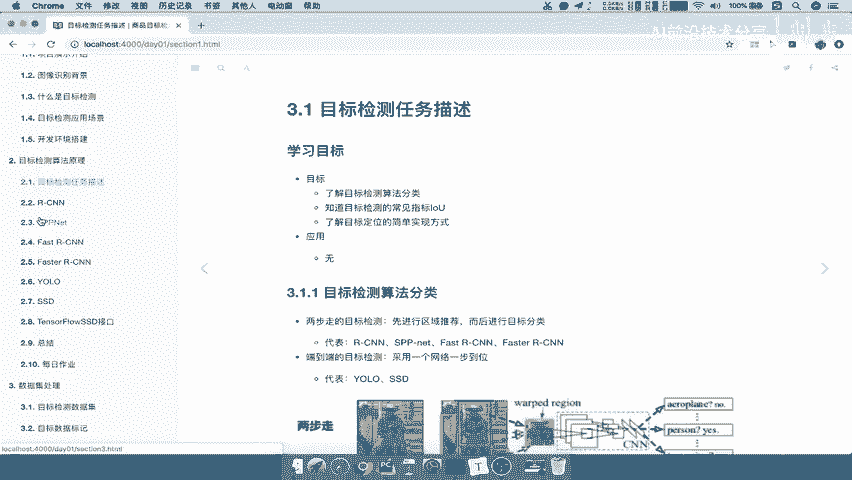 Chrome 文件 修改 视图 历史记录 书签 其他人 电动窗 帮助
100%
目标检测任务描述 | 商品目标检
localhost:4000/day01/section1.html
AI前沿技术分享
1.2. 图像识别背景
1.3. 什么是目标检测
1.4. 目标检测应用场景
1.5. 开发环境搭建
2. 目标检测算法原理
2.1. 目标检测任务描述
2.2. R-CNN
2.3. SPPNet
2.4. Fast R-CNN
2.5. Faster R-CNN
2.6. YOLO
2.7. SSD
2.8. TensorFlowSSD接口
2.9. 总结
2.10. 每日作业
3. 数据集处理
3.1. 目标检测数据集
3.2. 目标数据标记
localhost:4000/day01/section3.html
3.1 目标检测任务描述
学习目标
目标
了解目标检测算法分类
知道目标检测的常见指标IoU
了解目标定位的简单实现方式
应用
无
3.1.1 目标检测算法分类
两步走的目标检测：先进行区域推荐，而后进行目标分类
代表：R-CNN、SPP-net、Fast R-CNN、Faster R-CNN
端到端的目标检测：采用一个网络一步到位
代表：YOLO、SSD
两步走
warped region
aeroplane? no.
person? yes.
CNN